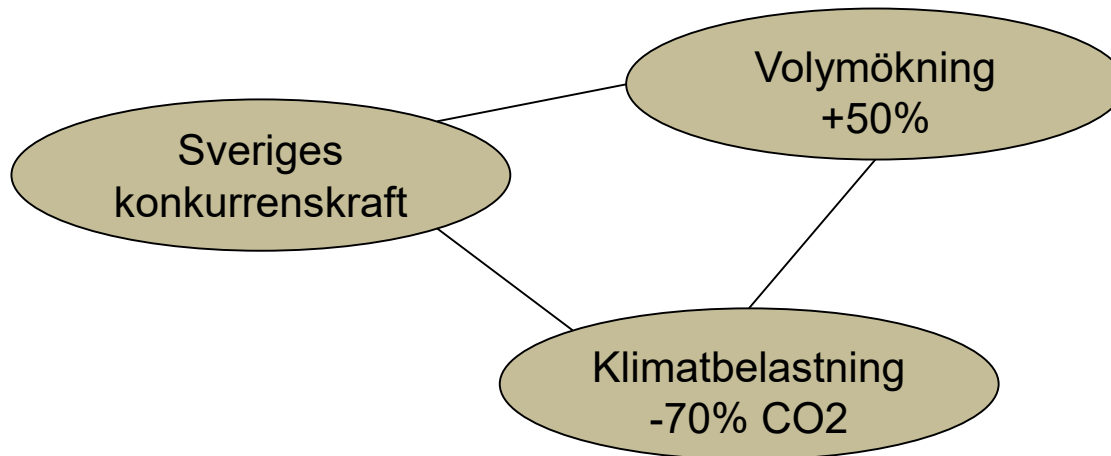 Volymökning
+50%
Sveriges
konkurrenskraft
Klimatbelastning
-70% CO2